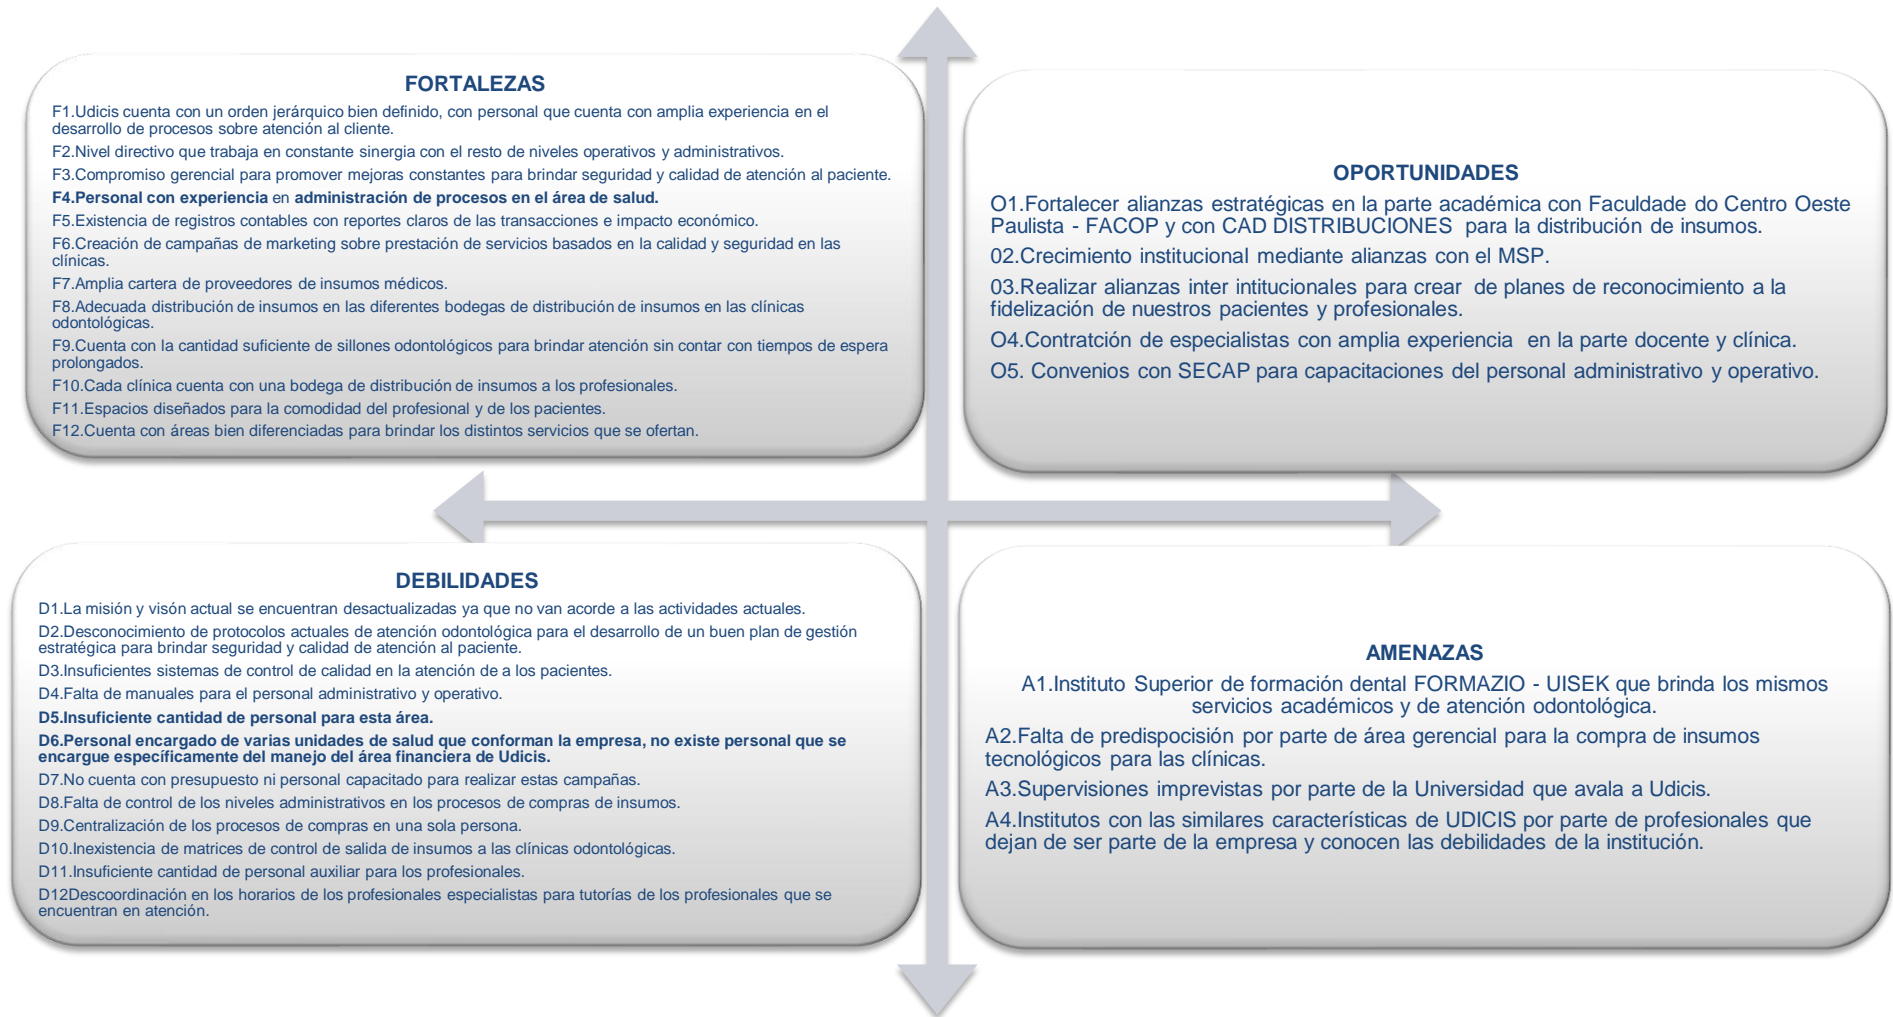 FORTALEZAS
F1.Udicis cuenta con un orden jerárquico bien definido, con personal que cuenta con amplia experiencia en el
desarrollo de procesos sobre atención al cliente.
F2.Nivel directivo que trabaja en constante sinergia con el resto de niveles operativos y administrativos.
F3.Compromiso gerencial para promover mejoras constantes para brindar seguridad y calidad de atención al paciente.
F4.Personal con experiencia en administración de procesos en el área de salud.
F5.Existencia de registros contables con reportes claros de las transacciones e impacto económico.
F6.Creación de campañas de marketing sobre prestación de servicios basados en la calidad y seguridad en las
clínicas.
F7.Amplia cartera de proveedores de insumos médicos.
F8.Adecuada distribución de insumos en las diferentes bodegas de distribución de insumos en las clínicas
odontológicas.
F9.Cuenta con la cantidad suficiente de sillones odontológicos para brindar atención sin contar con tiempos de espera
prolongados.
F10.Cada clínica cuenta con una bodega de distribución de insumos a los profesionales.
F11.Espacios diseñados para la comodidad del profesional y de los pacientes.
F12.Cuenta con áreas bien diferenciadas para brindar los distintos servicios que se ofertan.
OPORTUNIDADES
O1.Fortalecer alianzas estratégicas en la parte académica con Faculdade do Centro Oeste
Paulista - FACOP y con CAD DISTRIBUCIONES para la distribución de insumos.
02.Crecimiento institucional mediante alianzas con el MSP.
03.Realizar alianzas inter intitucionales para crear de planes de reconocimiento a la
fidelización de nuestros pacientes y profesionales.
O4.Contratción de especialistas con amplia experiencia en la parte docente y clínica.
O5. Convenios con SECAP para capacitaciones del personal administrativo y operativo.
DEBILIDADES
D1.La misión y visón actual se encuentran desactualizadas ya que no van acorde a las actividades actuales.
D2.Desconocimiento de protocolos actuales de atención odontológica para el desarrollo de un buen plan de gestión
estratégica para brindar seguridad y calidad de atención al paciente.
D3.Insuficientes sistemas de control de calidad en la atención de a los pacientes.
D4.Falta de manuales para el personal administrativo y operativo.
D5.Insuficiente cantidad de personal para esta área.
D6.Personal encargado de varias unidades de salud que conforman la empresa, no existe personal que se
encargue específicamente del manejo del área financiera de Udicis.
D7.No cuenta con presupuesto ni personal capacitado para realizar estas campañas.
D8.Falta de control de los niveles administrativos en los procesos de compras de insumos.
D9.Centralización de los procesos de compras en una sola persona.
D10.Inexistencia de matrices de control de salida de insumos a las clínicas odontológicas.
D11.Insuficiente cantidad de personal auxiliar para los profesionales.
D12Descoordinación en los horarios de los profesionales especialistas para tutorías de los profesionales que se
encuentran en atención.
AMENAZAS
A1.Instituto Superior de formación dental FORMAZIO - UISEK que brinda los mismos
servicios académicos y de atención odontológica.
A2.Falta de predispocisión por parte de área gerencial para la compra de insumos
tecnológicos para las clínicas.
A3.Supervisiones imprevistas por parte de la Universidad que avala a Udicis.
A4.Institutos con las similares características de UDICIS por parte de profesionales que
dejan de ser parte de la empresa y conocen las debilidades de la institución.